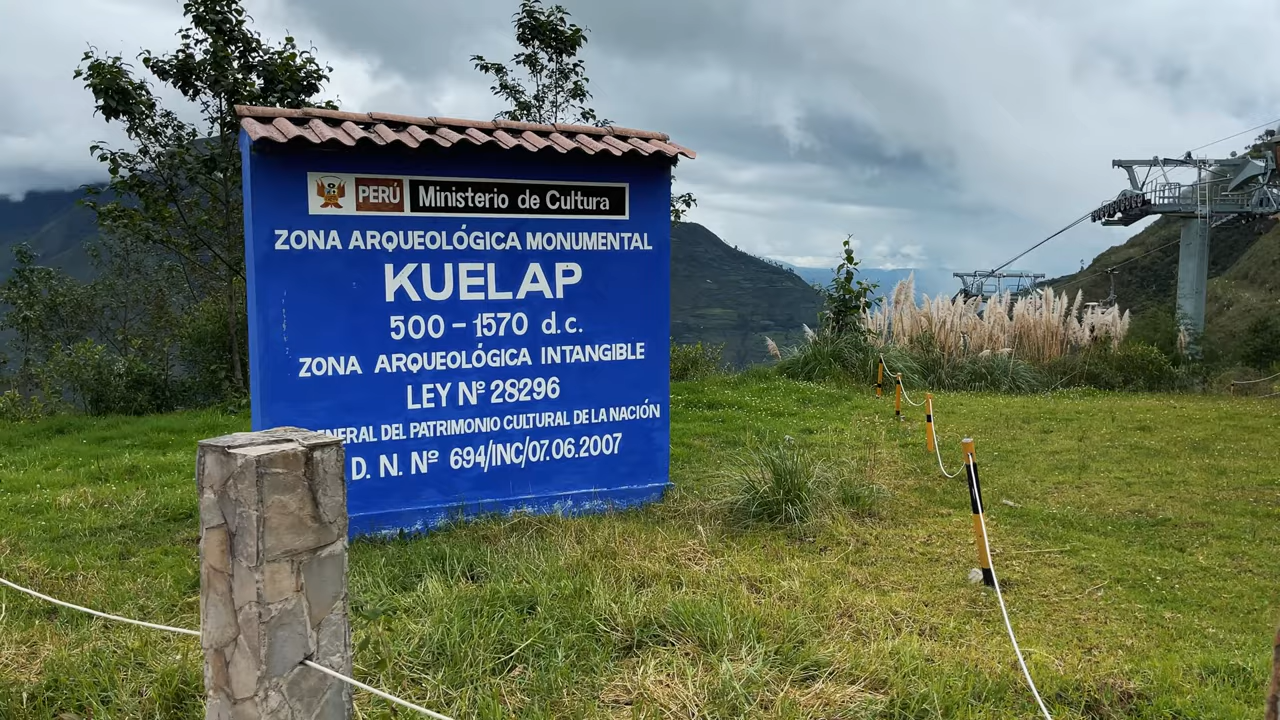 PERÚ Ministerio de Cultura
ZONA ARQUEOLÓGICA MONUMENTAL
KUELAP
500 - 1570 d.c.
ZONA ARQUEOLÓGICA INTANGIBLE
LEY Nº 28296
DEL PATRIMONIO CULTURAL DE LA NACIÓN
D. N. Nº 694/INC/07.06.2007